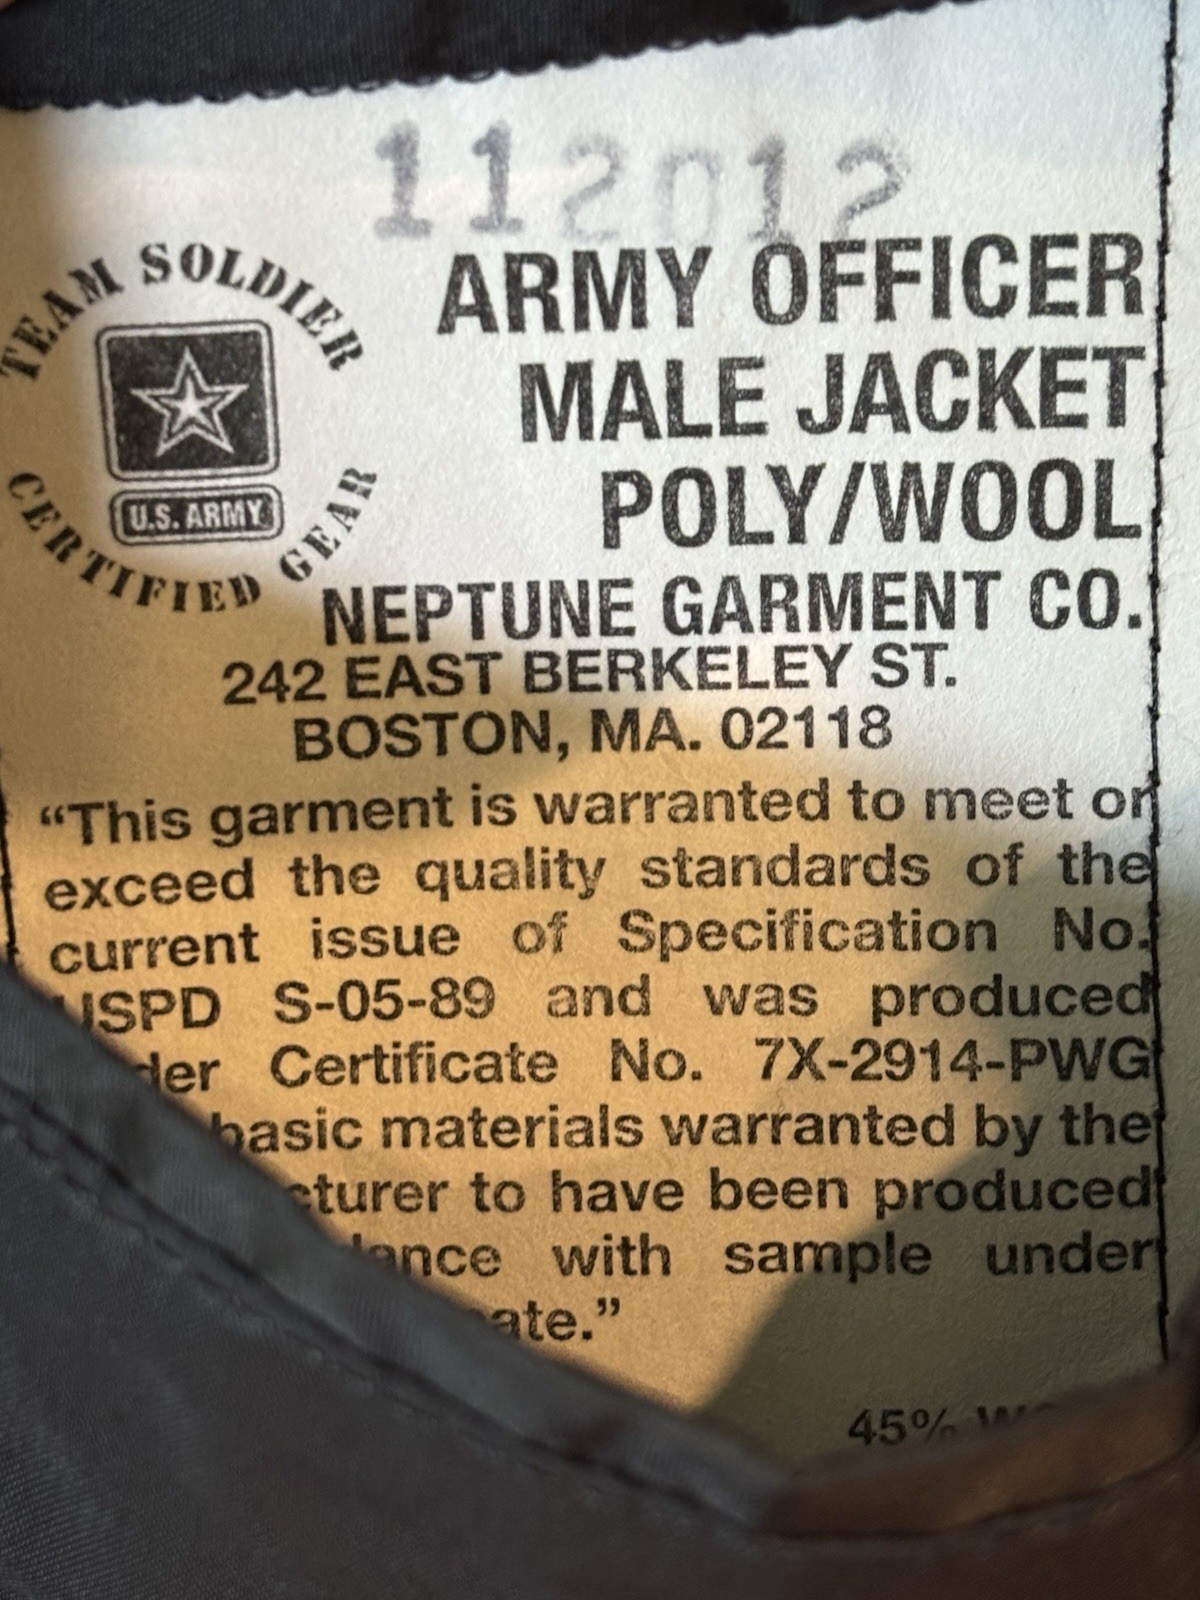 112012
TEAM SOLDIER
U.S. ARMY
CERTIFIED GEAR
ARMY OFFICER
MALE JACKET
POLY/WOOL
NEPTUNE GARMENT CO.
242 EAST BERKELEY ST.
BOSTON, MA. 02118
“This garment is warranted to meet or
exceed the quality standards of the
current issue of Specification No.
USPD S-05-89 and was produced
Certificate No. 7X-2914-PWG
basic materials warranted by the
to have been produced
with sample under
45%